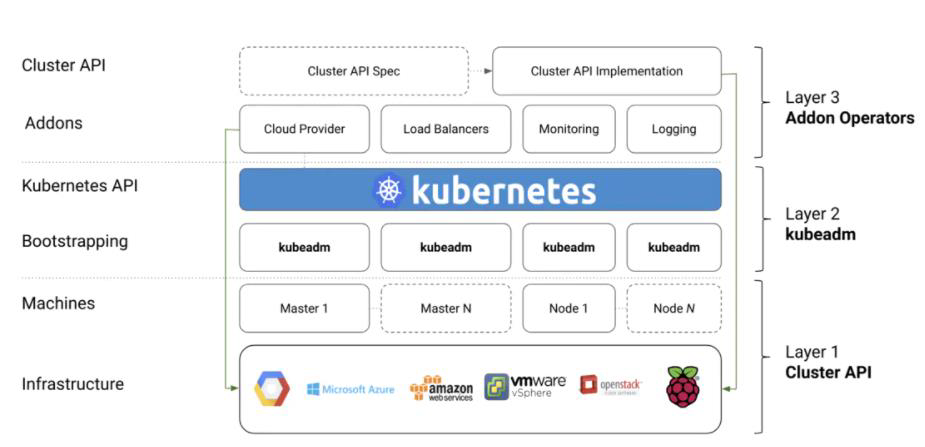 Cluster API
Cluster API Spec
Cluster API Implementation
Layer 3
Addon Operators
Addons
Cloud Provider
Load Balancers
Monitoring
Logging
Kubernetes API
kubernetes
Layer 2
kubeadm
Bootstrapping
kubeadm
kubeadm
kubeadm
kubeadm
Machines
Master 1
Master N
Node 1
Node N
Layer 1
Cluster API
Infrastructure
Microsoft Azure
amazon
webservices
vmware
vSphere
openstack